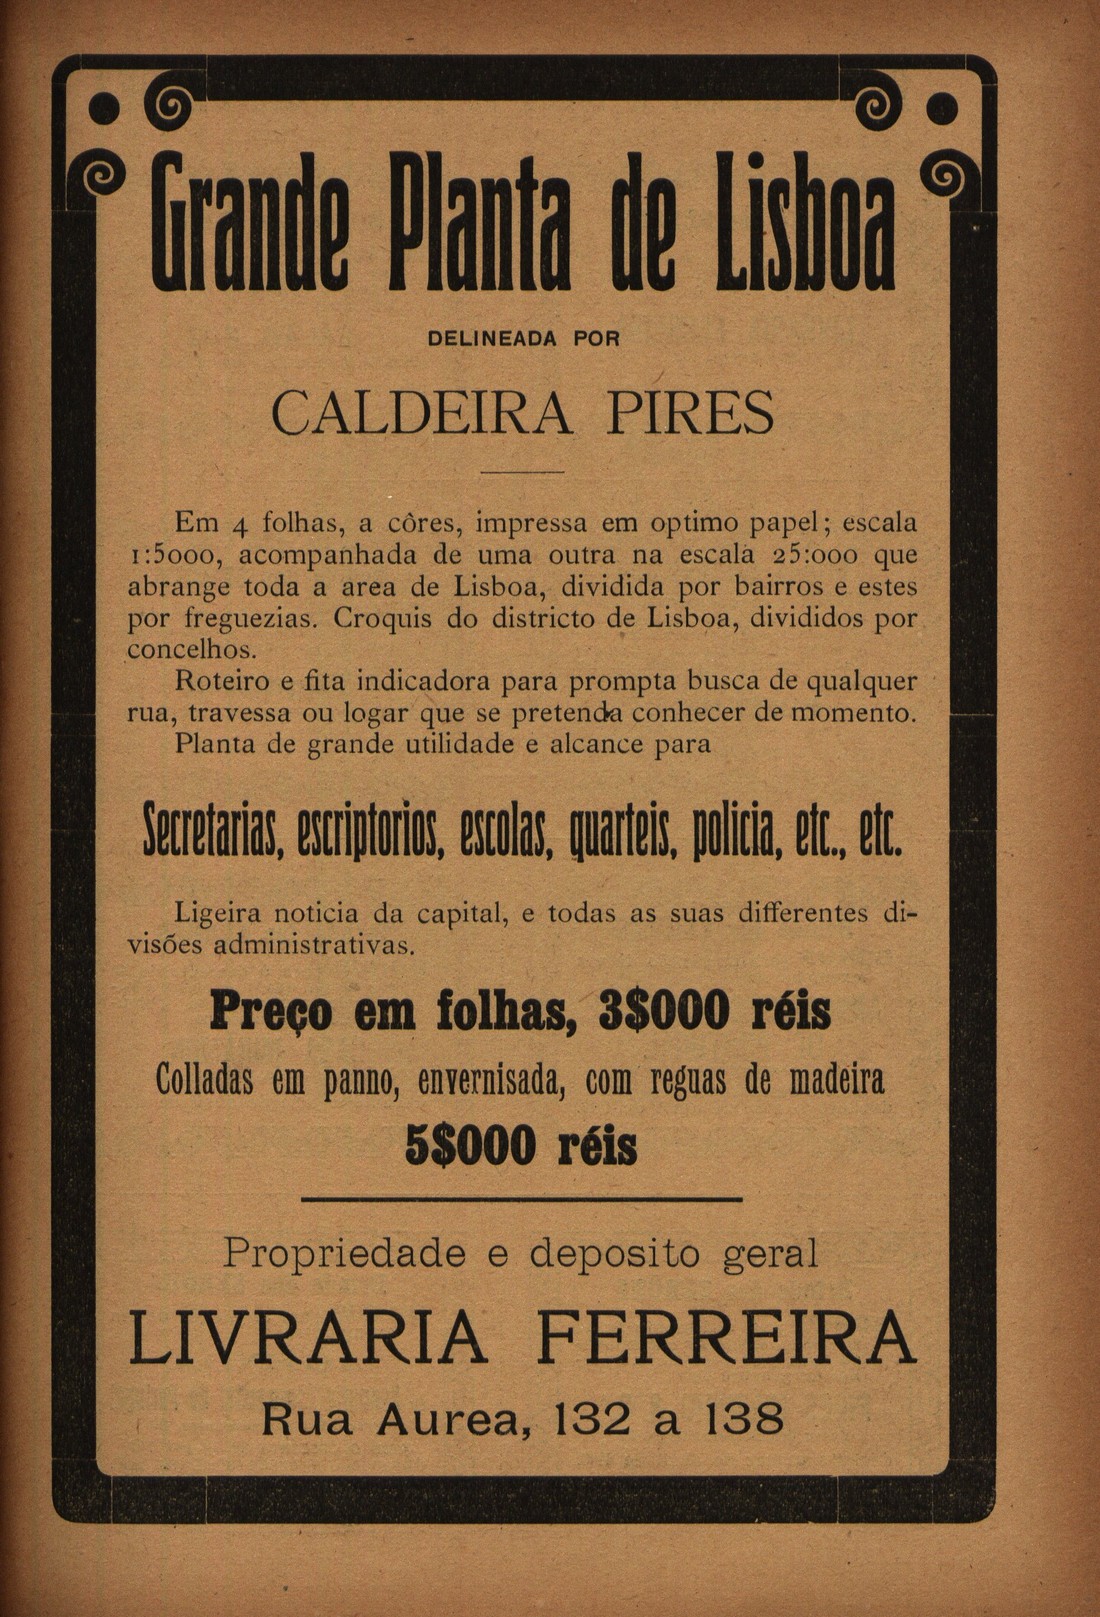 Grande Planta de Lisboa
DELINEADA POR
CALDEIRA PIRES
Em 4 folhas, a côres, impressa em optimo papel; escala
1:5000, acompanhada de uma outra na escala 25:000 que
abrange toda a area de Lisboa, dividida por bairros e estes
por freguezias. Croquis do districto de Lisboa, divididos por
concelhos.
Roteiro e fita indicadora para prompta busca de qualquer
rua, travessa ou logar que se pretenda conhecer de momento.
Planta de grande utilidade e alcance para
Secretarias, escriptorios, escolas, quarteis, policia, etc., etc.
Ligeira noticia da capital, e todas as suas differentes di-
visões administrativas.
Preço em folhas, 3$000 réis
Colladas em panno, envernisada, com reguas de madeira
5$000 réis
Propriedade e deposito geral
LIVRARIA FERREIRA
Rua Aurea, 132 a 138